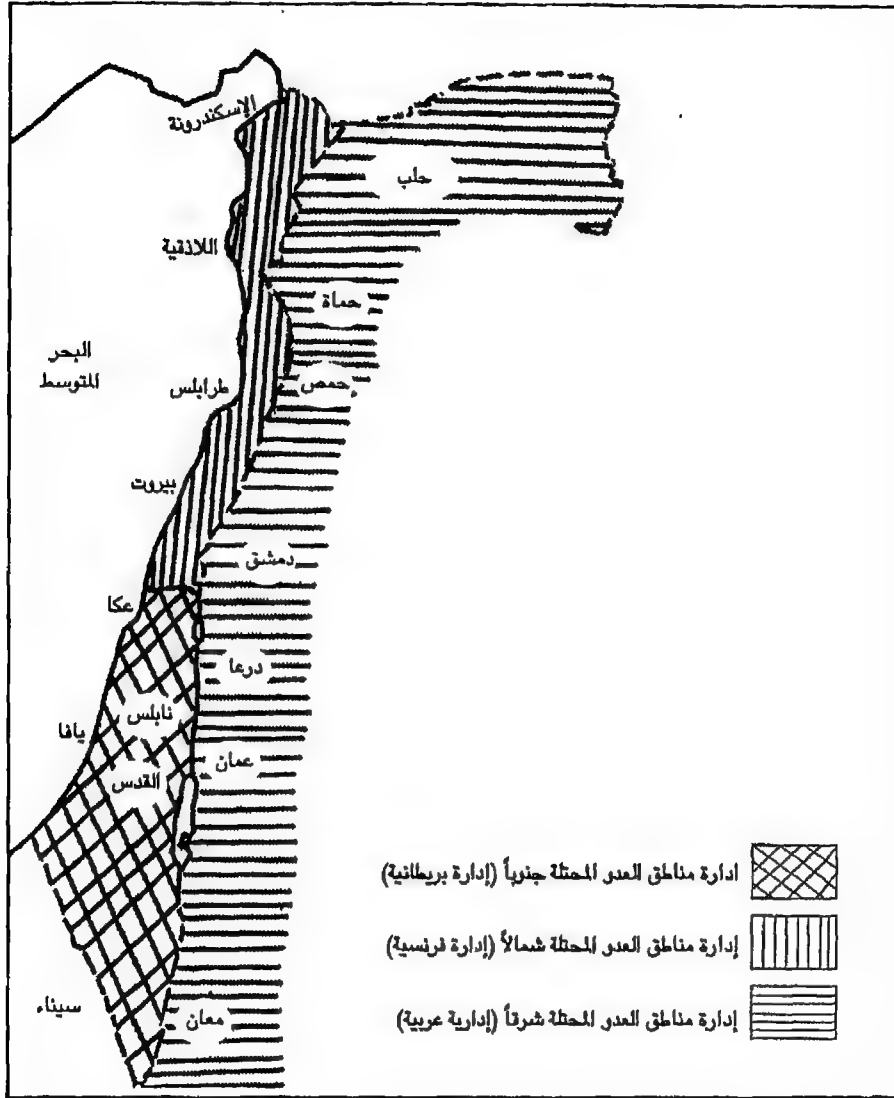 الإسكندرونة
حلب
اللاذقية
حماة
البحر
المتوسط
طرابلس
حمص
بيروت
دمشق
عكا
درعا
نابلس
يافا
عمان
القدس
ادارة مناطق العدو المحتلة جنوباً (إدارة بريطانية)
إدارة مناطق العدو المحتلة شمالاً (إدارة فرنسية)
سيناء
معان
إدارة مناطق العدو المحتلة شرقاً (إدارية عربية)